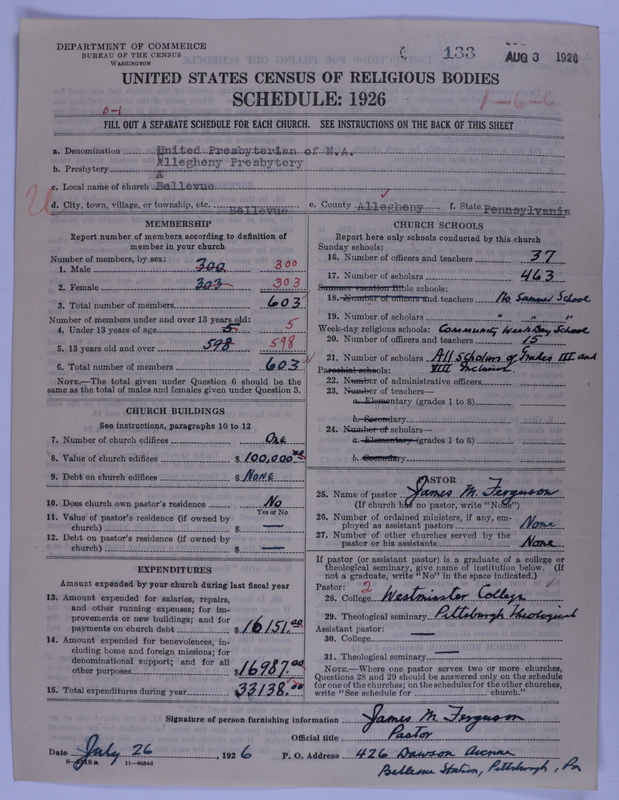 DEPARTMENT OF COMMERCE
BUREAU OF THE CENSUS
WASHINGTON
133
AUG 3 1926
UNITED STATES CENSUS OF RELIGIOUS BODIES
SCHEDULE: 1926
0-1
1-6-6
FILL OUT A SEPARATE SCHEDULE FOR EACH CHURCH. SEE INSTRUCTIONS ON THE BACK OF THIS SHEET
a. Denomination United Presbyterian of N.A.
b. Presbytery Allegheny Presbytery
c. Local name of church Bellevue
d. City, town, village, or township, etc. Bellevue e. County Allegheny f. State Pennsylvania
MEMBERSHIP
Report number of members according to definition of
member in your church
Number of members, by sex:
1. Male 300 300
2. Female 303 303
3. Total number of members 603
Number of members under and over 13 years old:
4. Under 13 years of age 5 5
5. 13 years old and over 598 598
6. Total number of members 603
NOTE.—The total given under Question 6 should be
the same as the total of males and females given under Question 3.
CHURCH BUILDINGS
See instructions, paragraphs 10 to 12
7. Number of church edifices One
8. Value of church edifices $ 100,000.00
9. Debt on church edifices $ None
10. Does church own pastor's residence No
Yes or No
11. Value of pastor's residence (if owned by
church) $ —
12. Debt on pastor's residence (if owned by
church) $ —
EXPENDITURES
Amount expended by your church during last fiscal year
13. Amount expended for salaries, repairs,
and other running expenses; for im-
provements or new building; and for
payments on church debt $ 16151.00
14. Amount expended for benevolences, in-
cluding home and foreign missions; for
denominational support; and for all
other purposes $ 16987.00
15. Total expenditures during year 33138.00
CHURCH SCHOOLS
Report here only schools conducted by this church
Sunday schools:
16. Number of officers and teachers 37
17. Number of scholars 463
Summer vacation Bible schools:
18. Number of officers and teachers No Summer School
19. Number of scholars " " "
Week-day religious schools: Community Week Day School
20. Number of officers and teachers 15
21. Number of scholars All scholars of Grades III and
VIII Inclusive
Parochial schools:
22. Number of administrative officers
23. Number of teachers—
a. Elementary (grades 1 to 8)
b. Secondary
24. Number of scholars—
a. Elementary (grades 1 to 8)
b. Secondary
PASTOR
25. Name of pastor James M. Ferguson
(If church has no pastor, write "None")
26. Number of ordained ministers, if any, em-
ployed as assistant pastors None
27. Number of other churches served by the
pastor or his assistants None
If pastor (or assistant pastor) is a graduate of a college or
theological seminary, give name of institution below. (If
not a graduate, write "No" in the space indicated.)
Pastor: 2
28. College Westminster College
29. Theological seminary Pittsburgh Theological
Assistant pastor:
30. College —
31. Theological seminary —
NOTE.—Where one pastor serves two or more churches,
Questions 28 and 29 should be answered only on the schedule
for one of the churches; on the schedules for the other churches,
write "See schedule for church."
Signature of person furnishing information James M. Ferguson
Official title Pastor
Date July 26, 1926 P. O. Address 426 Dawson Avenue
Bellevue Station, Pittsburgh, Pa
11—9554d